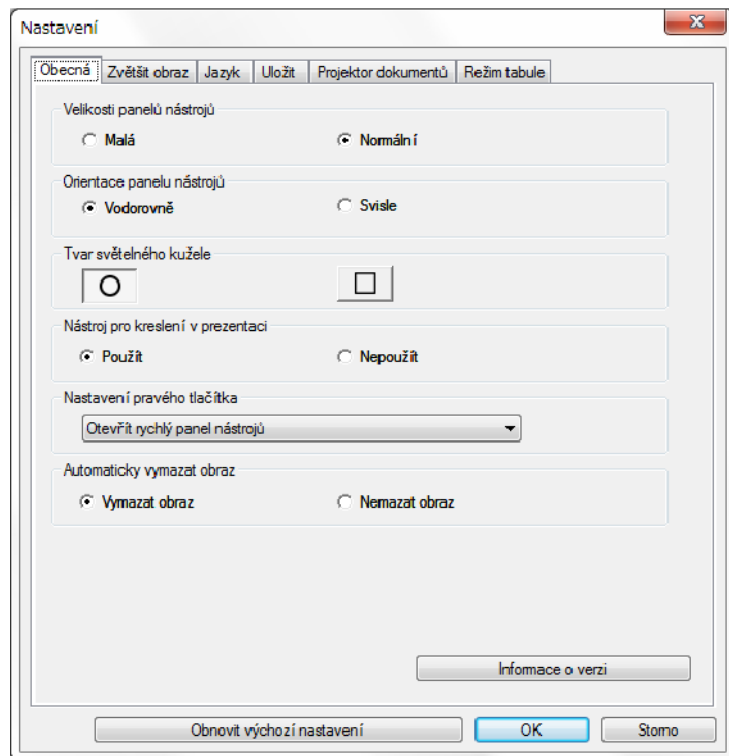 Nastavení
Obecná Zvětšit obraz Jazyk Uložit Projektor dokumentů Režim tabule
Velikosti panelů nástrojů
Malá Normální
Orientace panelu nástrojů
Vodorovně Svisle
Tvar světelného kužele
Nástroj pro kreslení v prezentaci
Použít Nepoužít
Nastavení pravého tlačítka
Otevřít rychlý panel nástrojů
Automaticky vymazat obraz
Vymazat obraz Nemazat obraz
Informace o verzi
Obnovit výchozí nastavení OK Storno